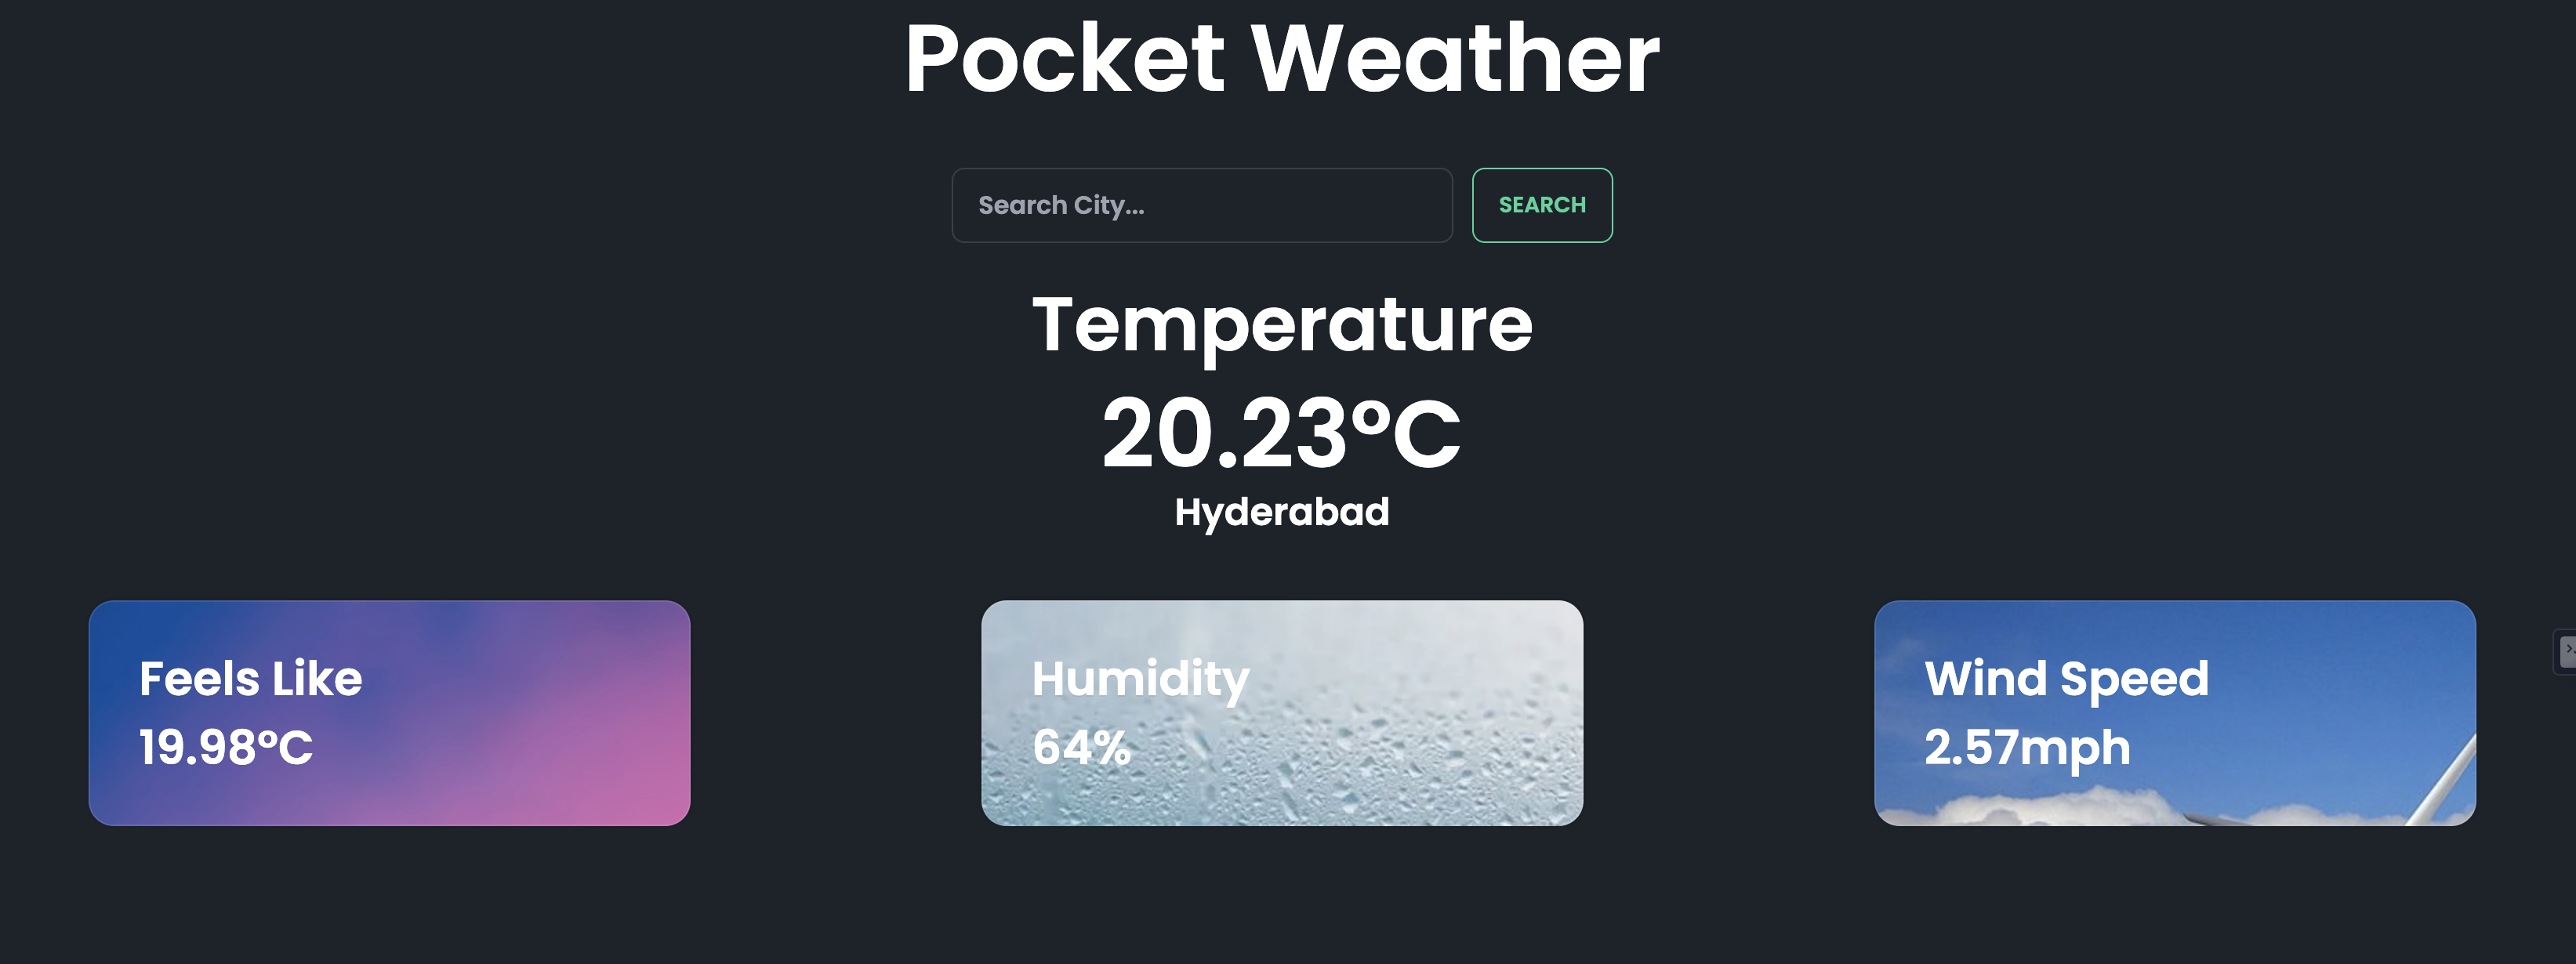 Pocket Weather
Search City...
SEARCH
Temperature
20.23°C
Hyderabad
Feels Like
19.98°C
Humidity
64%
Wind Speed
2.57mph